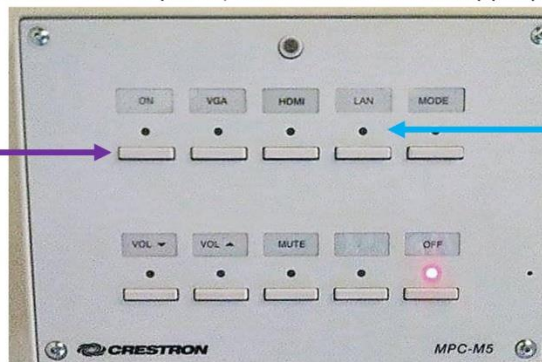 ON VGA HDMI LAN MODE
VOL VOL MUTE OFF
CRESTRON MPC-M5